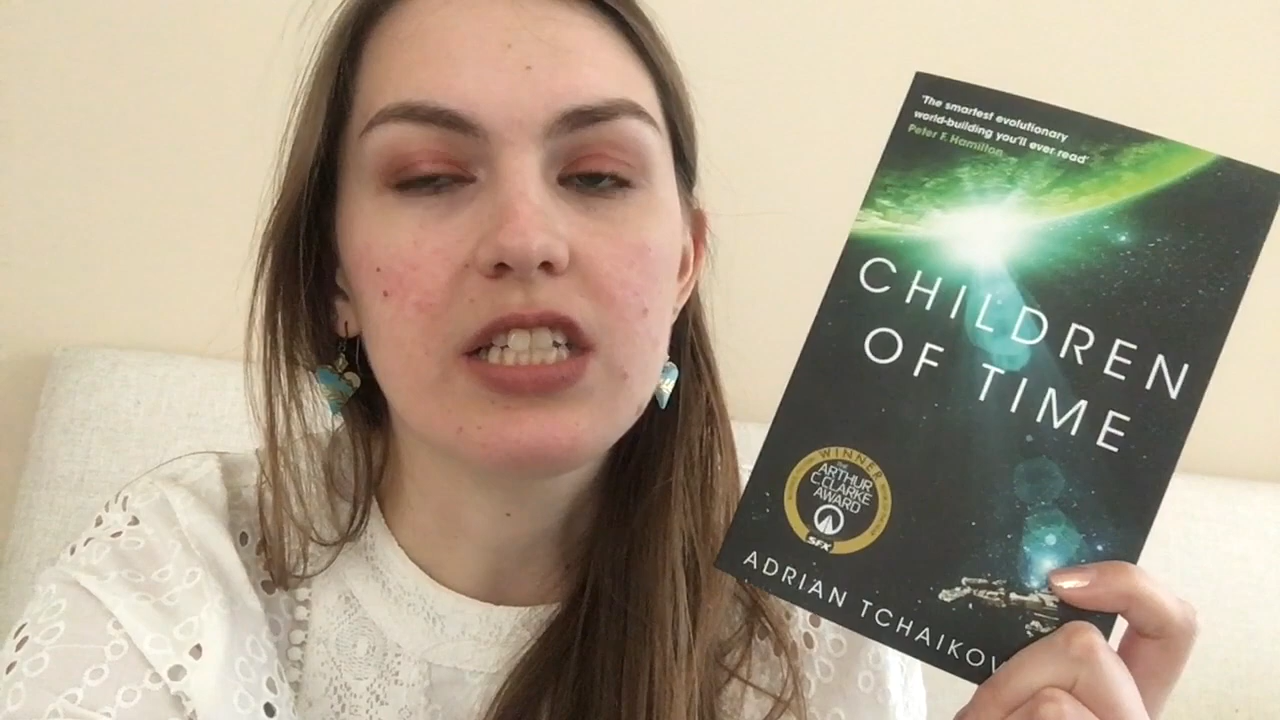 'The smartest evolutionary
world-building you'll ever read'
Peter F. Hamilton
CHILDREN
OF TIME
WINNER
THE
ARTHUR
C. CLARKE
AWARD
SFX
ADRIAN TCHAIKOV